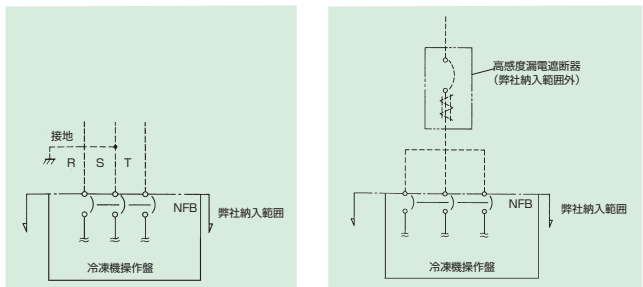 接地
R S T
NFB
弊社納入範囲
冷凍機操作盤
高感度漏電遮断器
（弊社納入範囲外）
NFB
弊社納入範囲
冷凍機操作盤